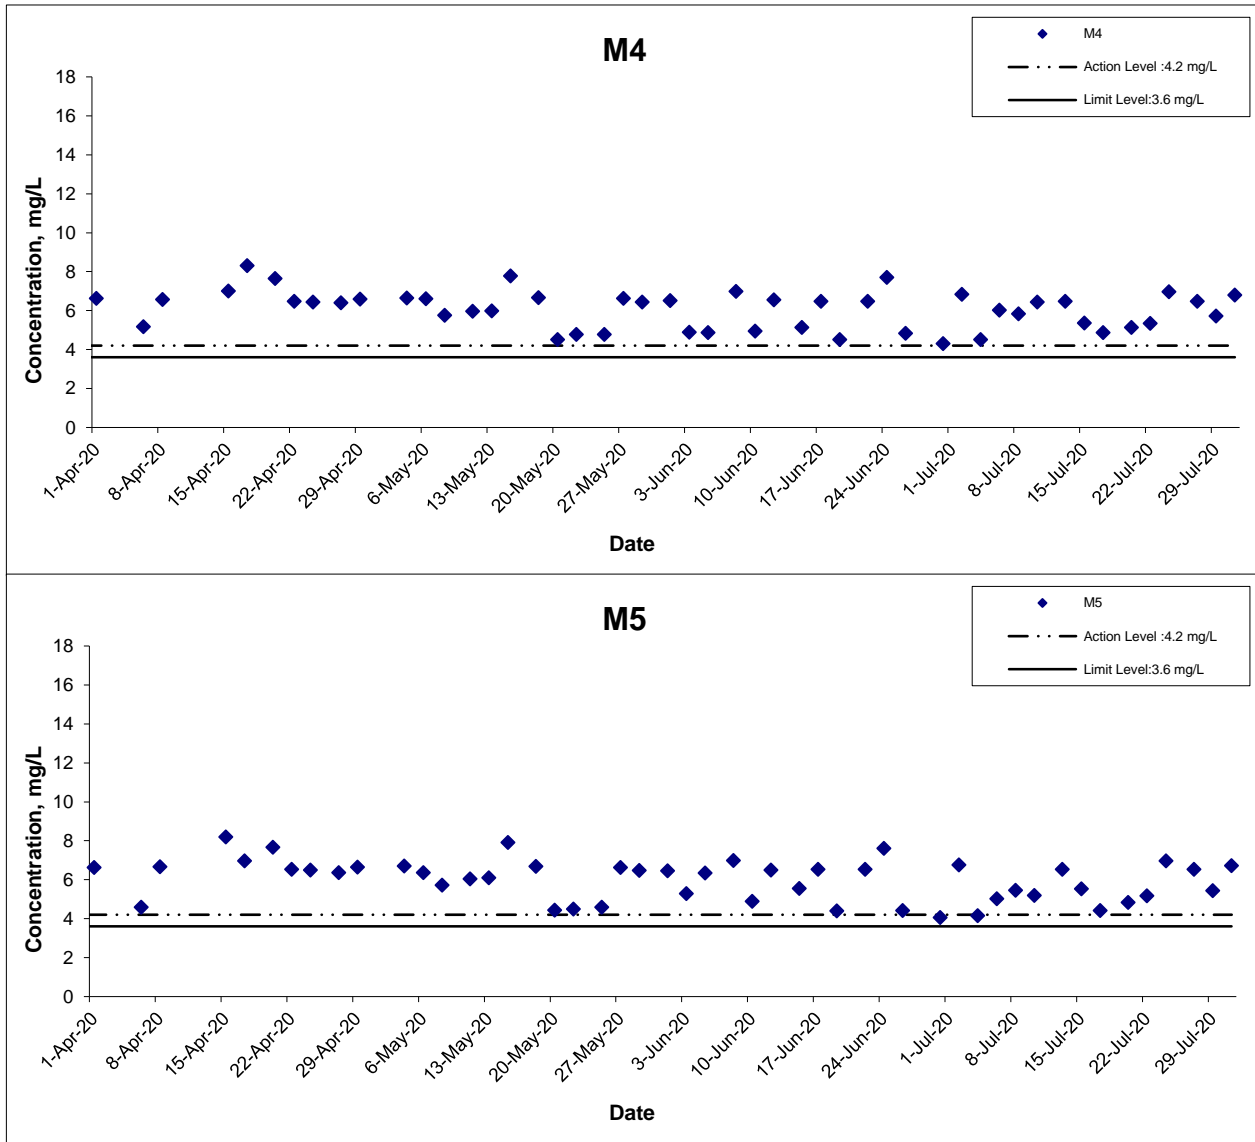 M4
M4
Action Level :4.2 mg/L
Limit Level:3.6 mg/L
18
16
14
12
10
8
6
4
2
0
Concentration, mg/L
1-Apr-20
8-Apr-20
15-Apr-20
22-Apr-20
29-Apr-20
6-May-20
13-May-20
20-May-20
27-May-20
3-Jun-20
10-Jun-20
17-Jun-20
24-Jun-20
1-Jul-20
8-Jul-20
15-Jul-20
22-Jul-20
29-Jul-20
Date
M5
M5
Action Level :4.2 mg/L
Limit Level:3.6 mg/L
18
16
14
12
10
8
6
4
2
0
Concentration, mg/L
1-Apr-20
8-Apr-20
15-Apr-20
22-Apr-20
29-Apr-20
6-May-20
13-May-20
20-May-20
27-May-20
3-Jun-20
10-Jun-20
17-Jun-20
24-Jun-20
1-Jul-20
8-Jul-20
15-Jul-20
22-Jul-20
29-Jul-20
Date